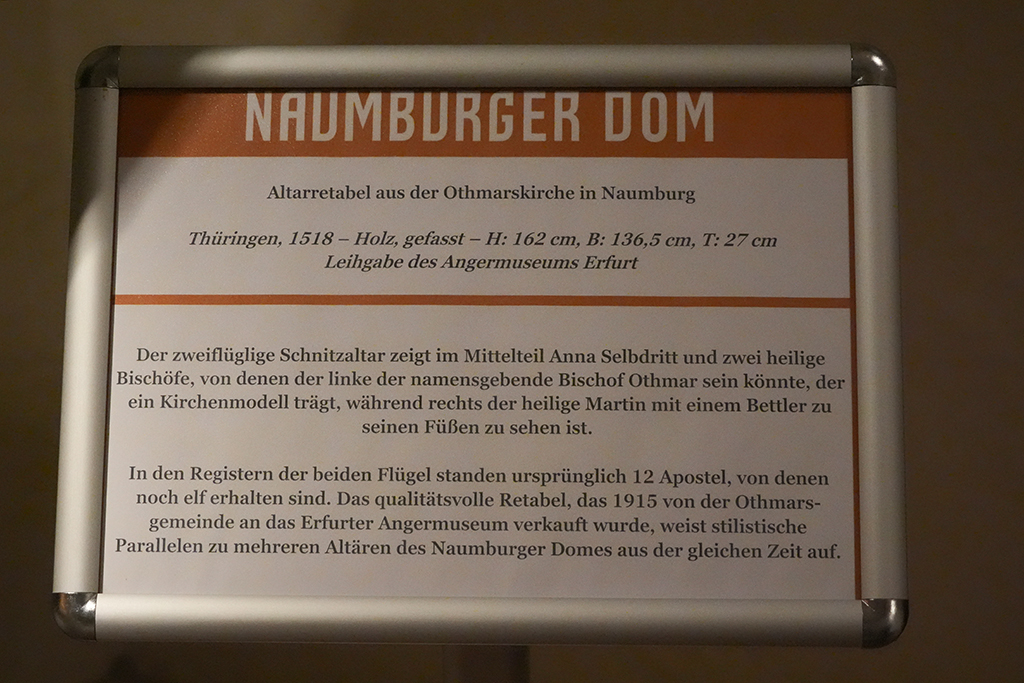 NAUMBURGER DOM
Altarretabel aus der Othmarskirche in Naumburg
Thüringen, 1518 – Holz, gefasst – H: 162 cm, B: 136,5 cm, T: 27 cm
Leihgabe des Angermuseums Erfurt
Der zweiflüglige Schnitzaltar zeigt im Mittelteil Anna Selbdritt und zwei heilige
Bischöfe, von denen der linke der namensgebende Bischof Othmar sein könnte, der
ein Kirchenmodell trägt, während rechts der heilige Martin mit einem Bettler zu
seinen Füßen zu sehen ist.
In den Registern der beiden Flügel standen ursprünglich 12 Apostel, von denen
noch elf erhalten sind. Das qualitätsvolle Retabel, das 1915 von der Othmars-
gemeinde an das Erfurter Angermuseum verkauft wurde, weist stilistische
Parallelen zu mehreren Altären des Naumburger Domes aus der gleichen Zeit auf.